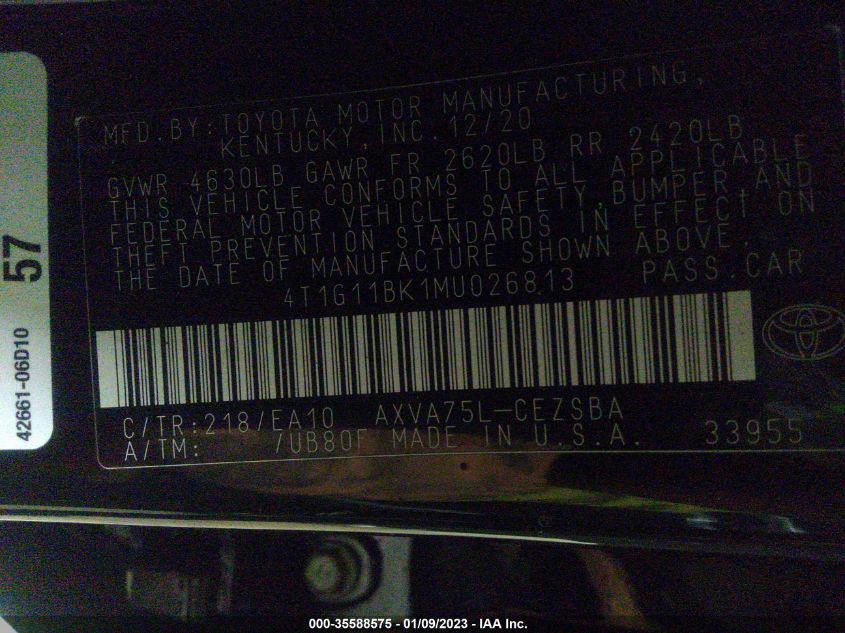 MFD.BY:TOYOTA MOTOR MANUFACTURING,
KENTUCKY,INC.12/20
GVWR 4630LB GAWR FR 2620LB RR 2420LB
THIS VEHICLE CONFORMS TO ALL APPLICABLE
FEDERAL MOTOR VEHICLE SAFETY,BUMPER,AND
THEFT PREVENTION STANDARDS IN EFFECT ON
THE DATE OF MANUFACTURE SHOWN ABOVE.
4T1G11BK1MU026813 PASS.CAR
C/TR:218/EA10 AXVA75L-CEZSBA
A/TM: /UB80F MADE IN U.S.A. 33955
57
42661-06D10
000-35588575 - 01/09/2023 - IAA Inc.